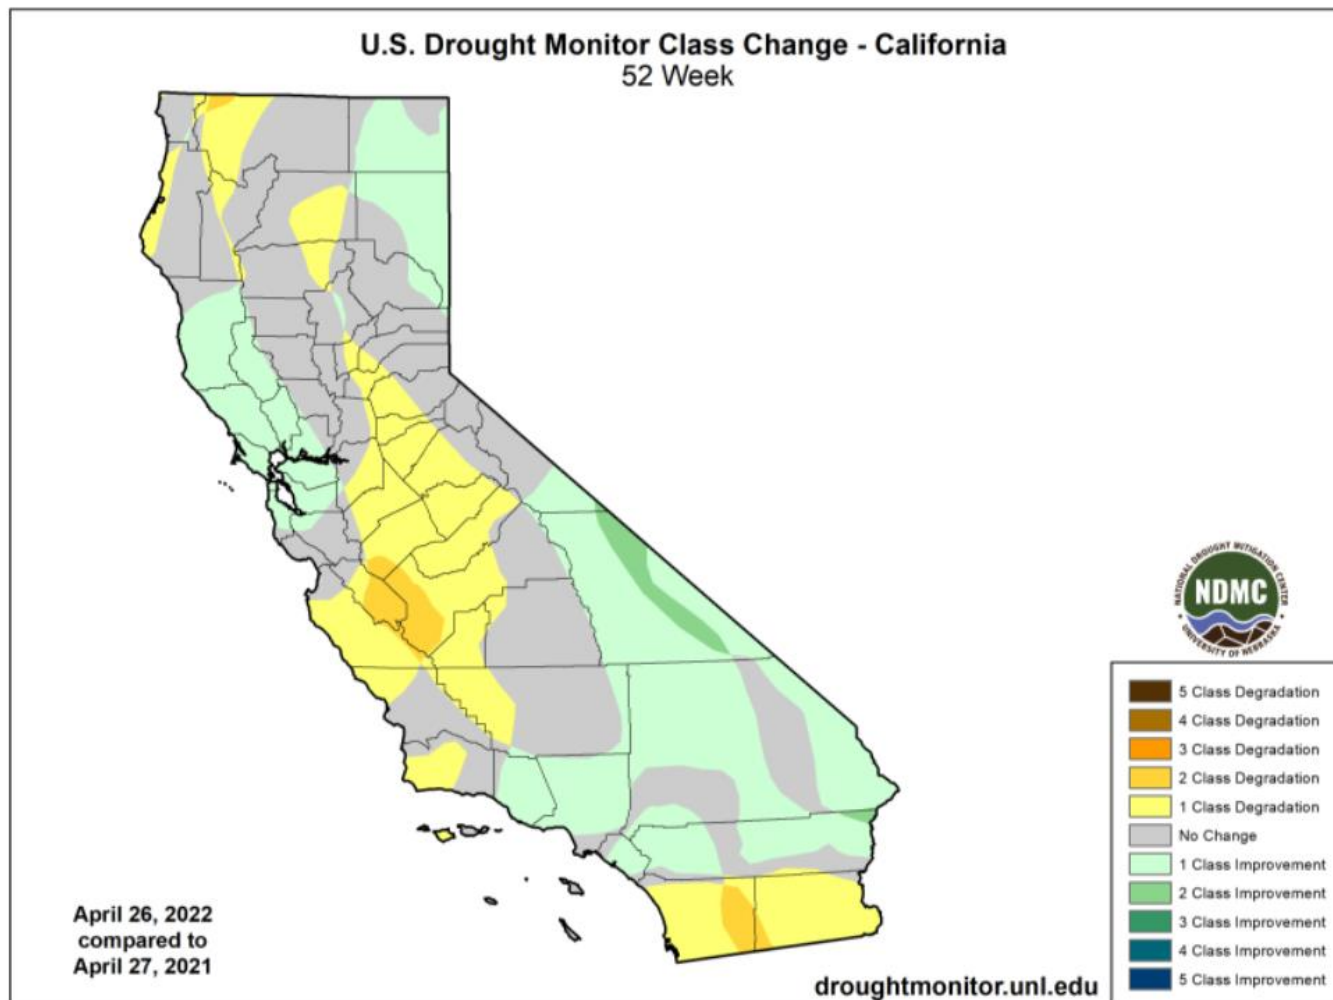 U.S. Drought Monitor Class Change - California
52 Week
NATIONAL DROUGHT MITIGATION CENTER
NDMC
UNIVERSITY OF NEBRASKA
5 Class Degradation
4 Class Degradation
3 Class Degradation
2 Class Degradation
1 Class Degradation
No Change
1 Class Improvement
2 Class Improvement
3 Class Improvement
4 Class Improvement
5 Class Improvement
April 26, 2022
compared to
April 27, 2021
droughtmonitor.unl.edu